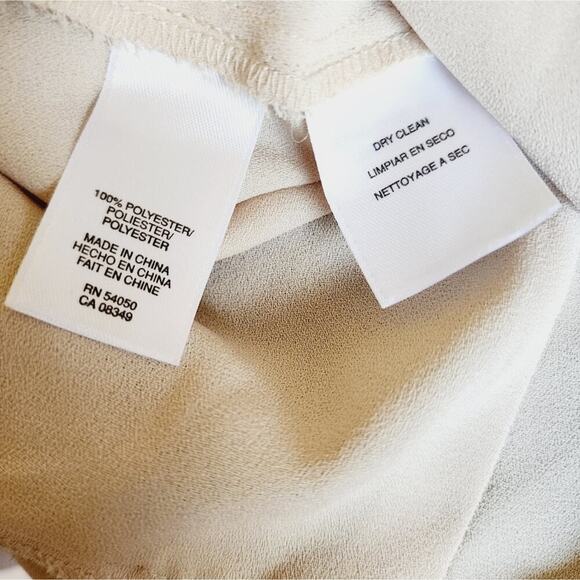 100% POLYESTER/
POLIESTER/
POLYESTER
MADE IN CHINA
HECHO EN CHINA
FAIT EN CHINE
RN 54050
CA 08349
DRY CLEAN
LIMPIAR EN SECO
NETTOYAGE A SEC